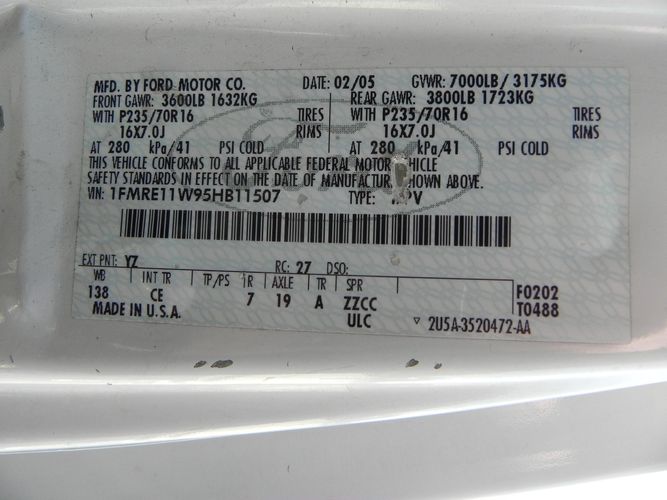 MFD. BY FORD MOTOR CO. DATE: 02/05 GVWR: 7000LB/ 3175KG
FRONT GAWR: 3600LB 1632KG REAR GAWR: 3800LB 1723KG
WITH P235/70R16 TIRES WITH P235/70R16 TIRES
16X7.0J RIMS 16X7.0J RIMS
AT 280 kPa/41 PSI COLD AT 280 kPa/41 PSI COLD
THIS VEHICLE CONFORMS TO ALL APPLICABLE FEDERAL MOTOR VEHICLE
SAFETY STANDARDS IN EFFECT ON THE DATE OF MANUFACTUR SHOWN ABOVE.
VIN: 1FMRE11W95HB11507 TYPE: MPV
EXT PNT: YZ RC: 27 DSO:
WB INT TR TP/PS R AXLE TR SPR
138 CE 7 19 A ZZCC F0202
MADE IN U.S.A. ULC T0488
2U5A-3520472-AA